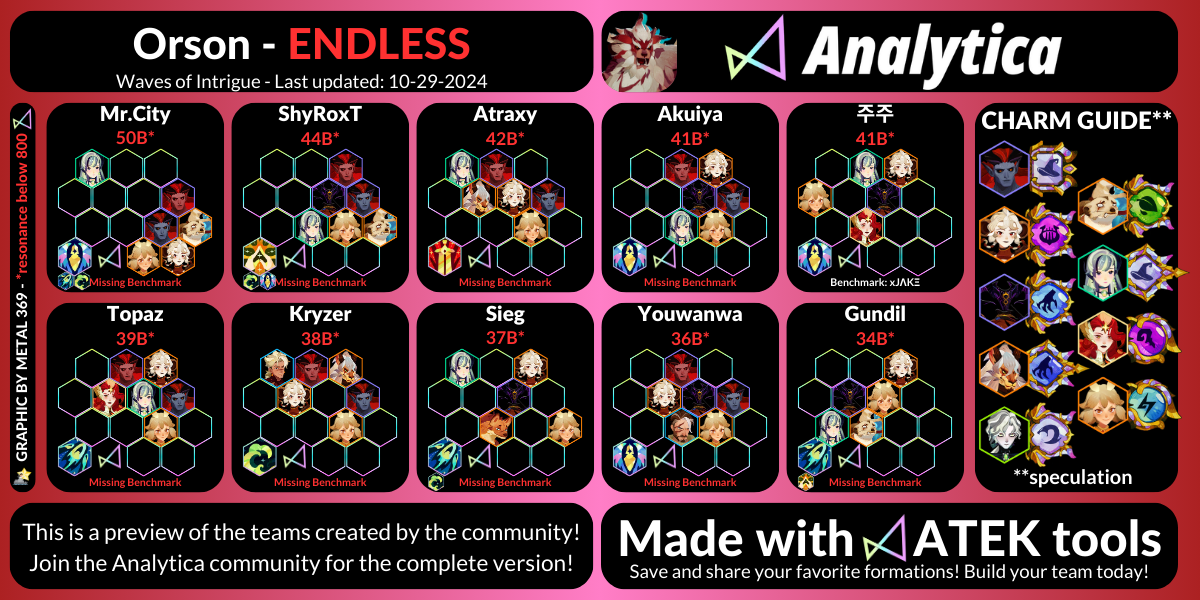 Orson - ENDLESS
Waves of Intrigue - Last updated: 10-29-2024
Analytica
GRAPHIC BY METAL 369 - *resonance below 800
Mr.City
50B*
Missing Benchmark
ShyRoxT
44B*
Missing Benchmark
Atraxy
42B*
Missing Benchmark
Akuiya
41B*
Missing Benchmark
주주
41B*
Benchmark: xJΛKΞ
CHARM GUIDE**
**speculation
Topaz
39B*
Missing Benchmark
Kryzer
38B*
Missing Benchmark
Sieg
37B*
Missing Benchmark
Youwanwa
36B*
Missing Benchmark
Gundil
34B*
Missing Benchmark
This is a preview of the teams created by the community!
Join the Analytica community for the complete version!
Made with ATEK tools
Save and share your favorite formations! Build your team today!